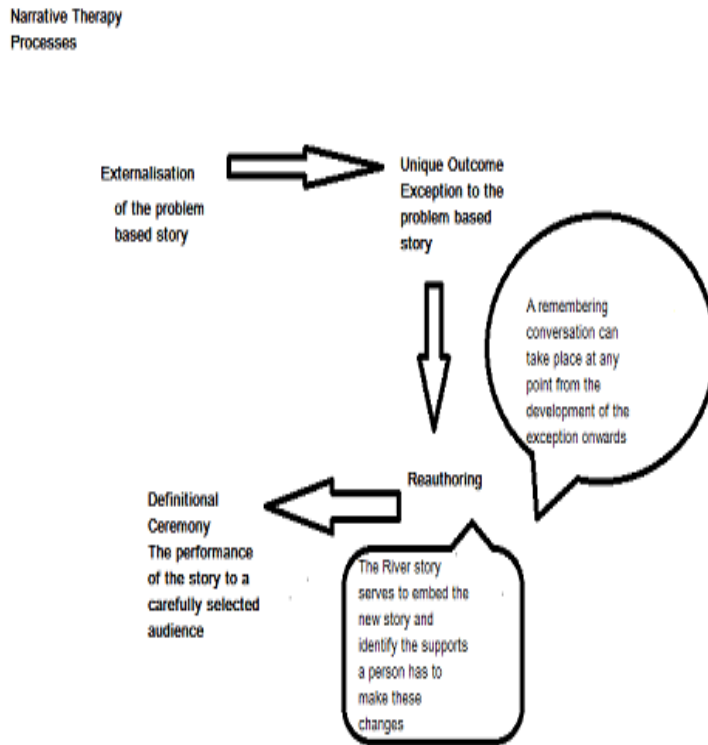 Narrative Therapy
Processes
Externalisation
of the problem
based story
Unique Outcome
Exception to the
problem based
story
A remembering
conversation can
take place at any
point from the
development of the
exception onwards
Reauthoring
Definitional
Ceremony
The performance
of the story to a
carefully selected
audience
The River story
serves to embed the
new story and
identify the supports
a person has to
make these
changes